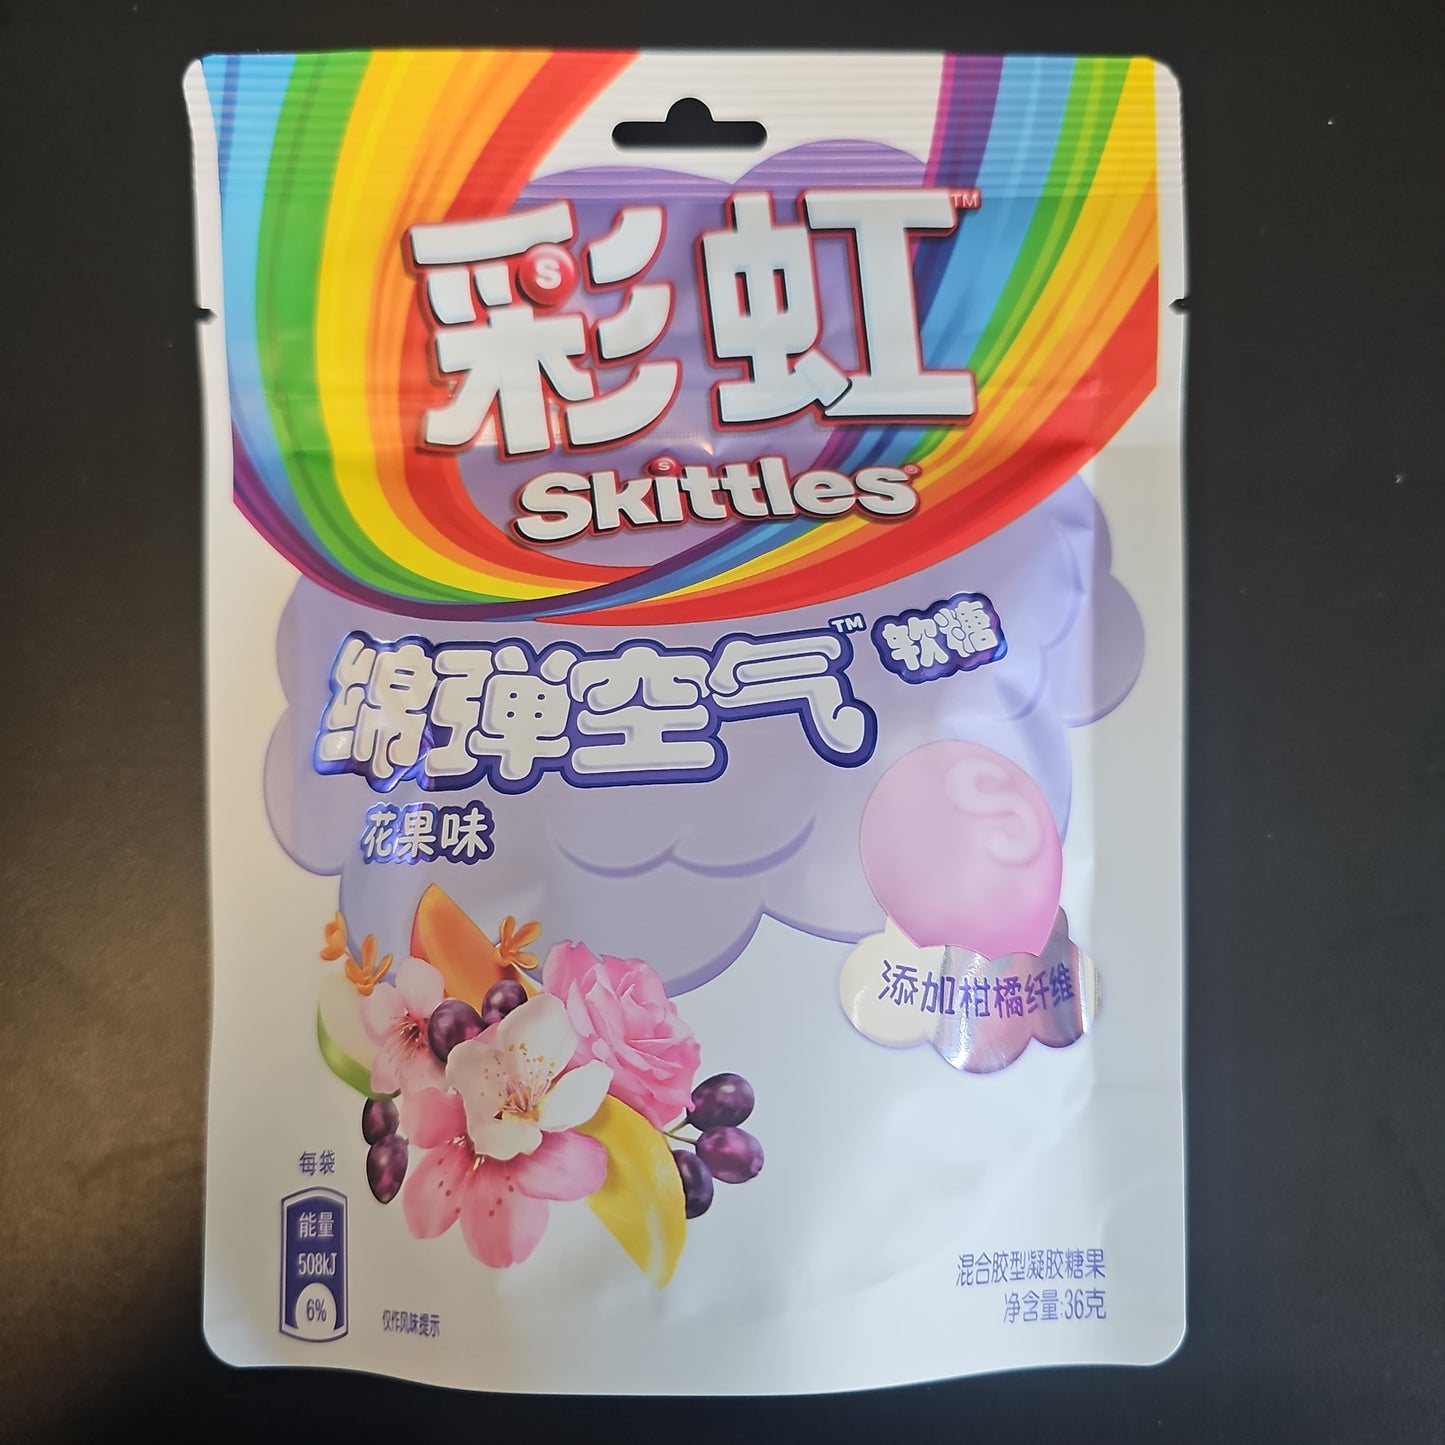 彩虹™
Skittles®
绵弹空气™ 软糖
花果味
添加柑橘纤维
每袋
能量
508kJ
6%
仅作风味提示
混合胶型凝胶糖果
净含量:36克